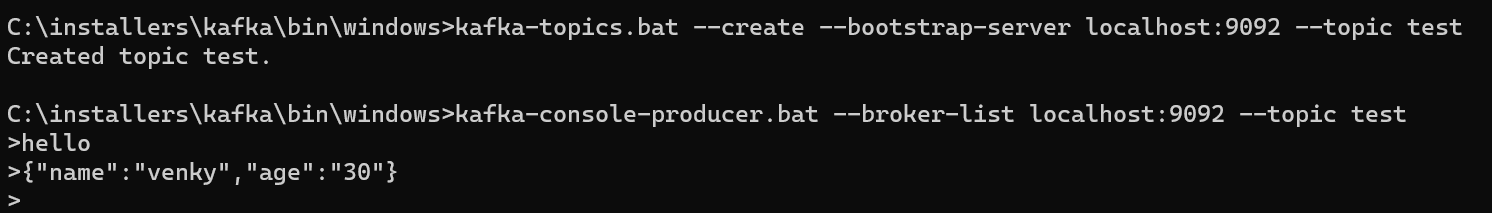 C:\installers\kafka\bin\windows>kafka-topics.bat --create --bootstrap-server localhost:9092 --topic test
Created topic test.
C:\installers\kafka\bin\windows>kafka-console-producer.bat --broker-list localhost:9092 --topic test
>hello
>{"name":"venky","age":"30"}
>